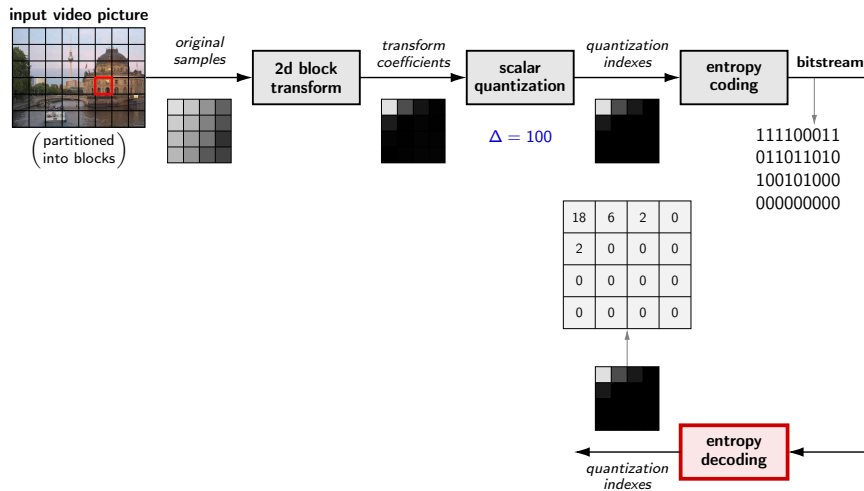 input video picture
(partitioned
into blocks)
original
samples
2d block
transform
transform
coefficients
scalar
quantization
Δ = 100
quantization
indexes
entropy
coding
bitstream
111100011
011011010
100101000
000000000
18 6 2 0
2 0 0 0
0 0 0 0
0 0 0 0
entropy
decoding
quantization
indexes